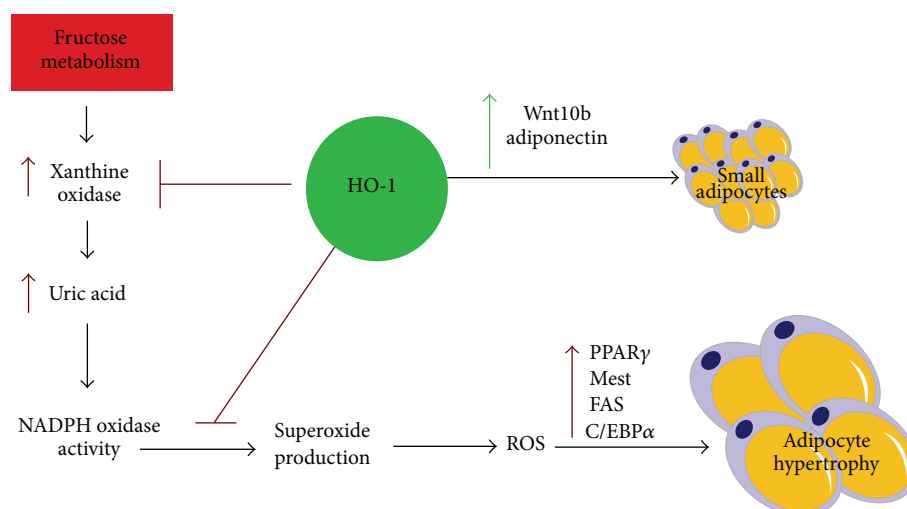 Fructose
metabolism
Xanthine
oxidase
Uric acid
NADPH oxidase
activity
HO-1
Wnt10b
adiponectin
Small
adipocytes
Superoxide
production
ROS
PPARγ
Mest
FAS
C/EBPα
Adipocyte
hypertrophy